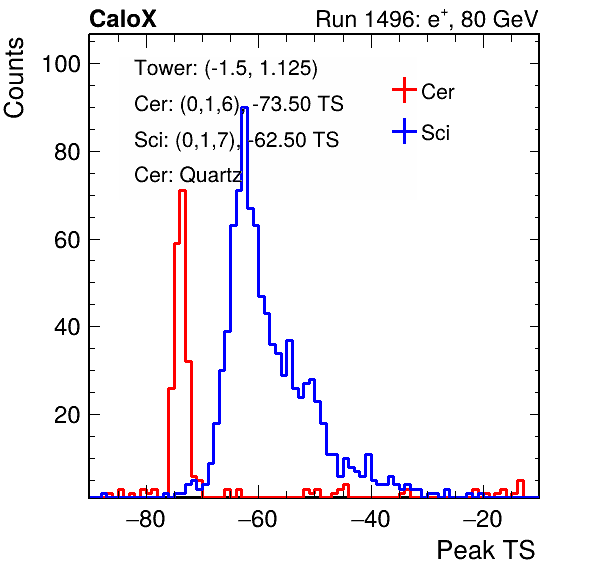 CaloX
Run 1496: e⁺, 80 GeV
Counts
Tower: (-1.5, 1.125)
Cer: (0,1,6), -73.50 TS
Sci: (0,1,7), -62.50 TS
Cer: Quartz
Cer
Sci
100
80
60
40
20
−80
−60
−40
−20
Peak TS